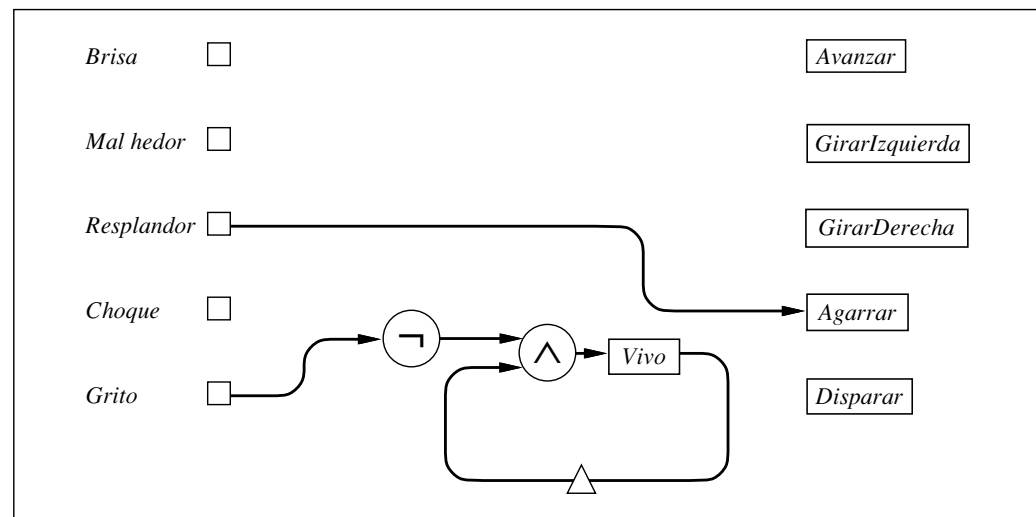 Brisa Avanzar
Mal hedor GirarIzquierda
Resplandor GirarDerecha
Choque Agarrar
¬ ∧ Vivo
Grito Disparar